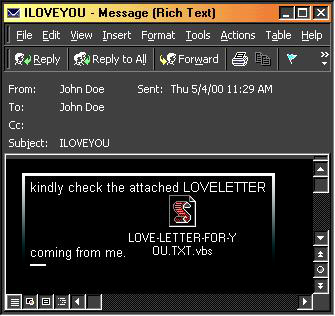 ILOVEYOU - Message (Rich Text)
File Edit View Insert Format Tools Actions Table Help
Reply Reply to All Forward
From: John Doe Sent: Thu 5/4/00 11:29 AM
To: John Doe
Cc:
Subject: ILOVEYOU
kindly check the attached LOVELETTER
LOVE-LETTER-FOR-Y
coming from me. OU.TXT.vbs